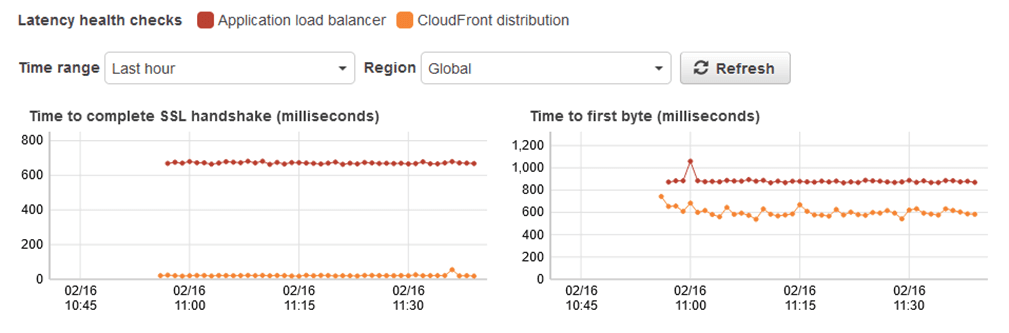 Latency health checks Application load balancer CloudFront distribution
Time range Last hour Region Global Refresh
Time to complete SSL handshake (milliseconds)
800
600
400
200
0
02/16 02/16 02/16 02/16
10:45 11:00 11:15 11:30
Time to first byte (milliseconds)
1,200
1,000
800
600
400
200
0
02/16 02/16 02/16 02/16
10:45 11:00 11:15 11:30